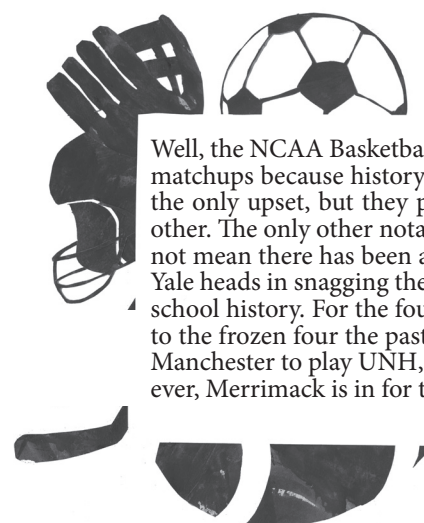 Well, the NCAA Basketba
matchups because history
the only upset, but they p
other. The only other nota
not mean there has been a
Yale heads in snagging the
school history. For the fou
to the frozen four the past
Manchester to play UNH,
ever, Merrimack is in for t